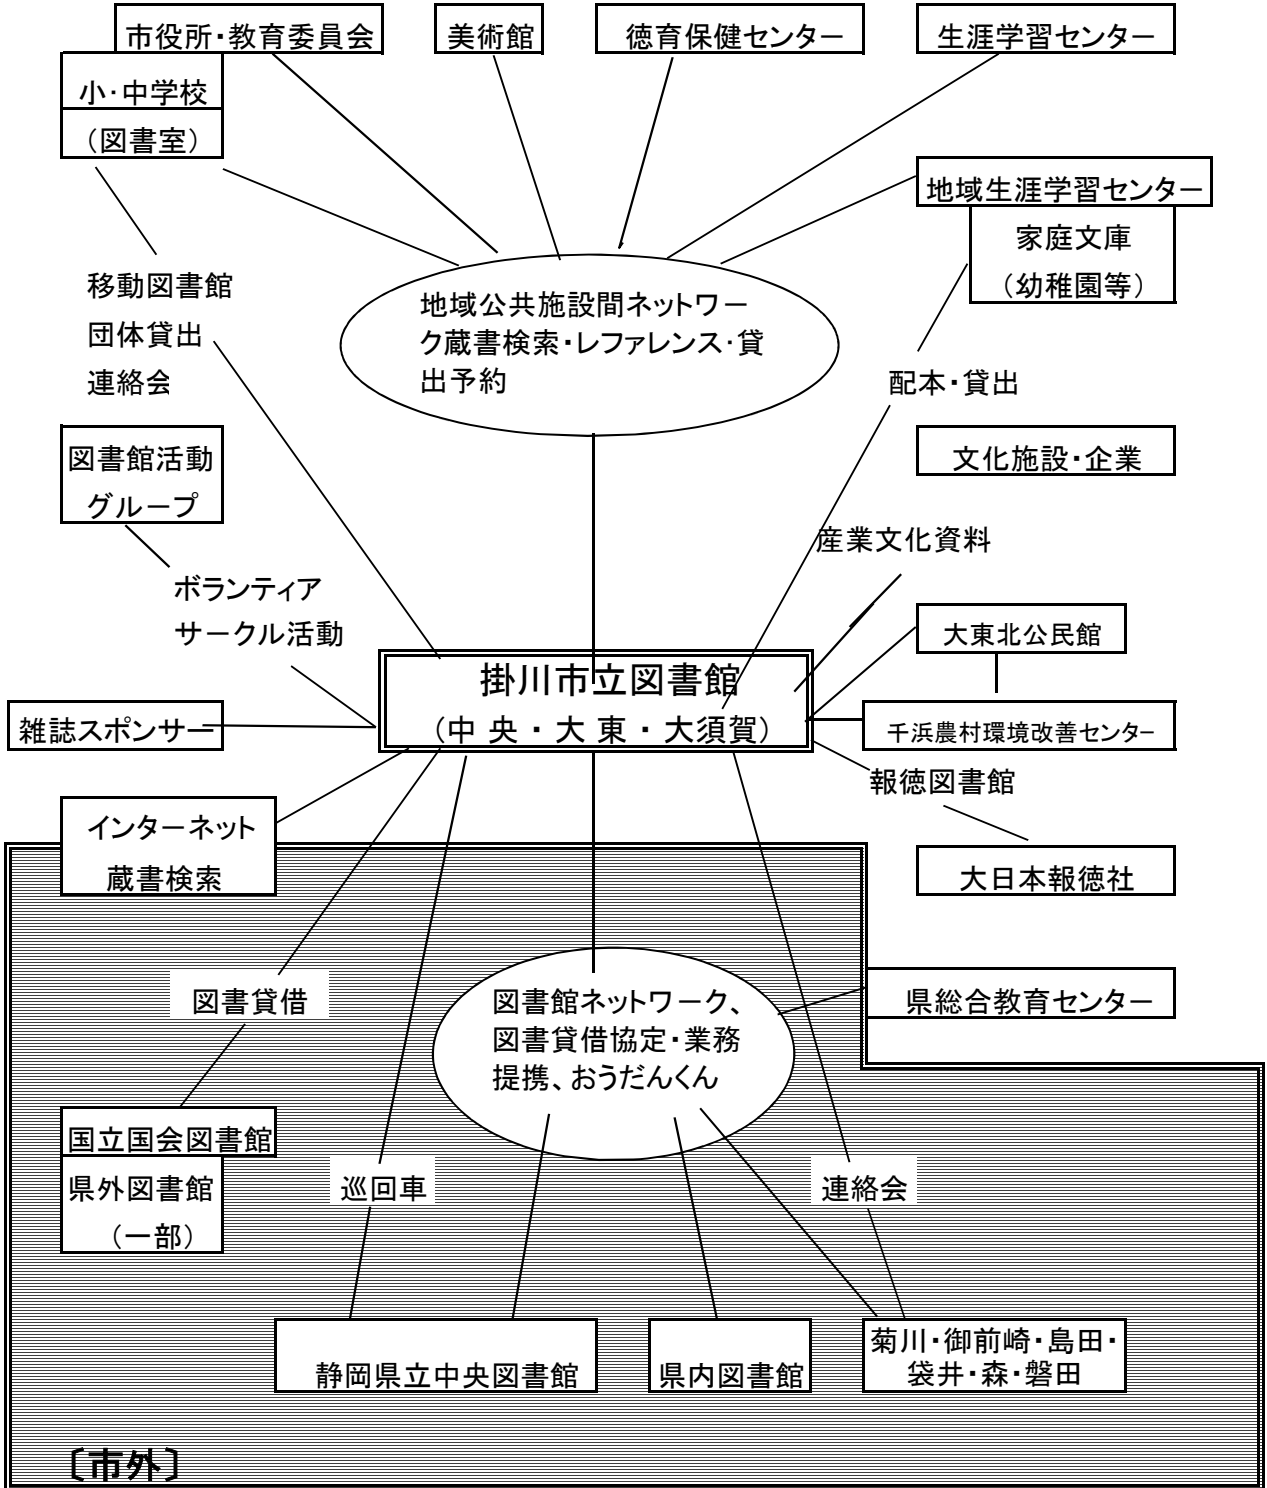 市役所・教育委員会
美術館
徳育保健センター
生涯学習センター
小・中学校
（図書室）
地域生涯学習センター
家庭文庫
（幼稚園等）
移動図書館
団体貸出
連絡会
地域公共施設間ネットワー
ク蔵書検索・レファレンス・貸
出予約
配本・貸出
図書館活動
グループ
文化施設・企業
産業文化資料
ボランティア
サークル活動
大東北公民館
掛川市立図書館
（中央・大東・大須賀）
雑誌スポンサー
千浜農村環境改善センター
報徳図書館
インターネット
蔵書検索
大日本報徳社
図書貸借
図書館ネットワーク、
図書貸借協定・業務
提携、おうだんくん
県総合教育センター
国立国会図書館
県外図書館
（一部）
巡回車
連絡会
静岡県立中央図書館
県内図書館
菊川・御前崎・島田・
袋井・森・磐田
〔市外〕